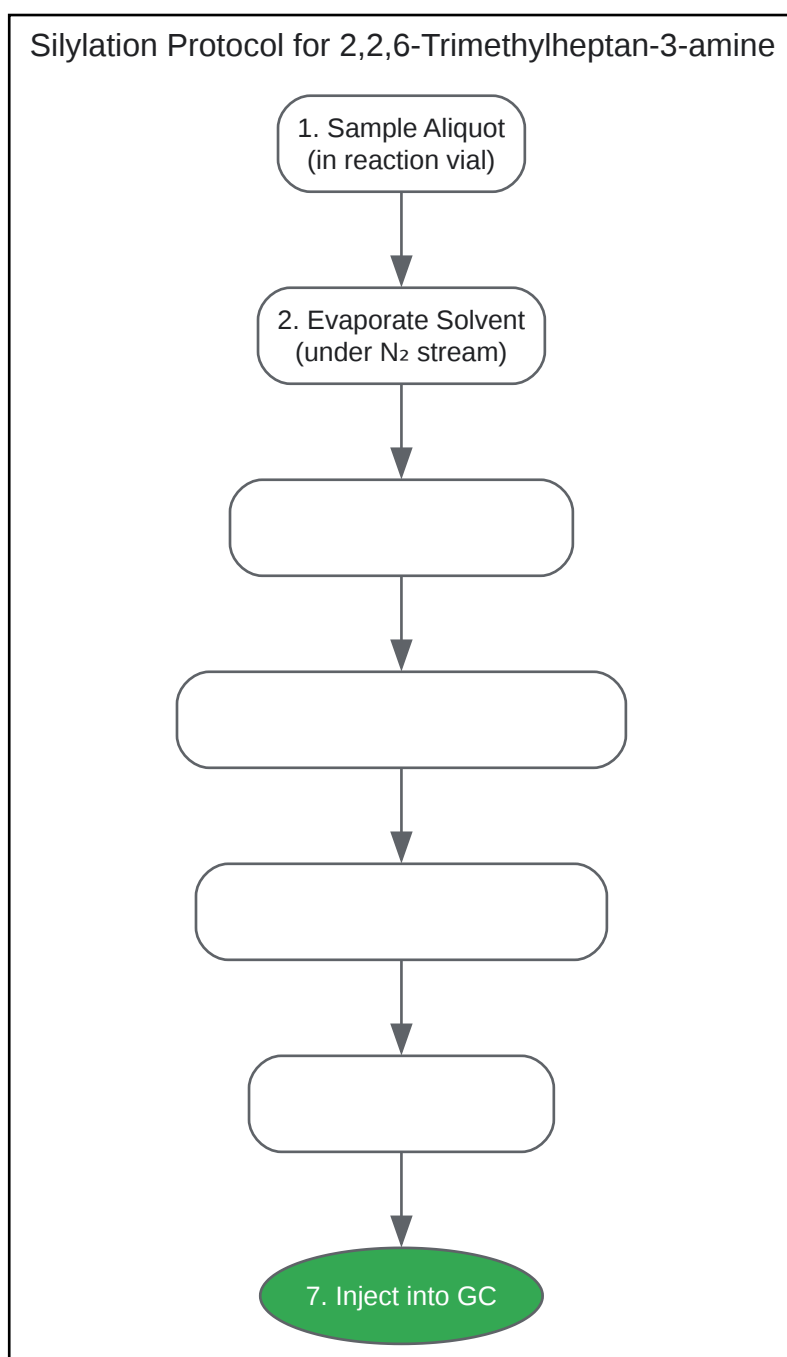 Silylation Protocol for 2,2,6-Trimethylheptan-3-amine
1. Sample Aliquot
(in reaction vial)
2. Evaporate Solvent
(under N₂ stream)
7. Inject into GC